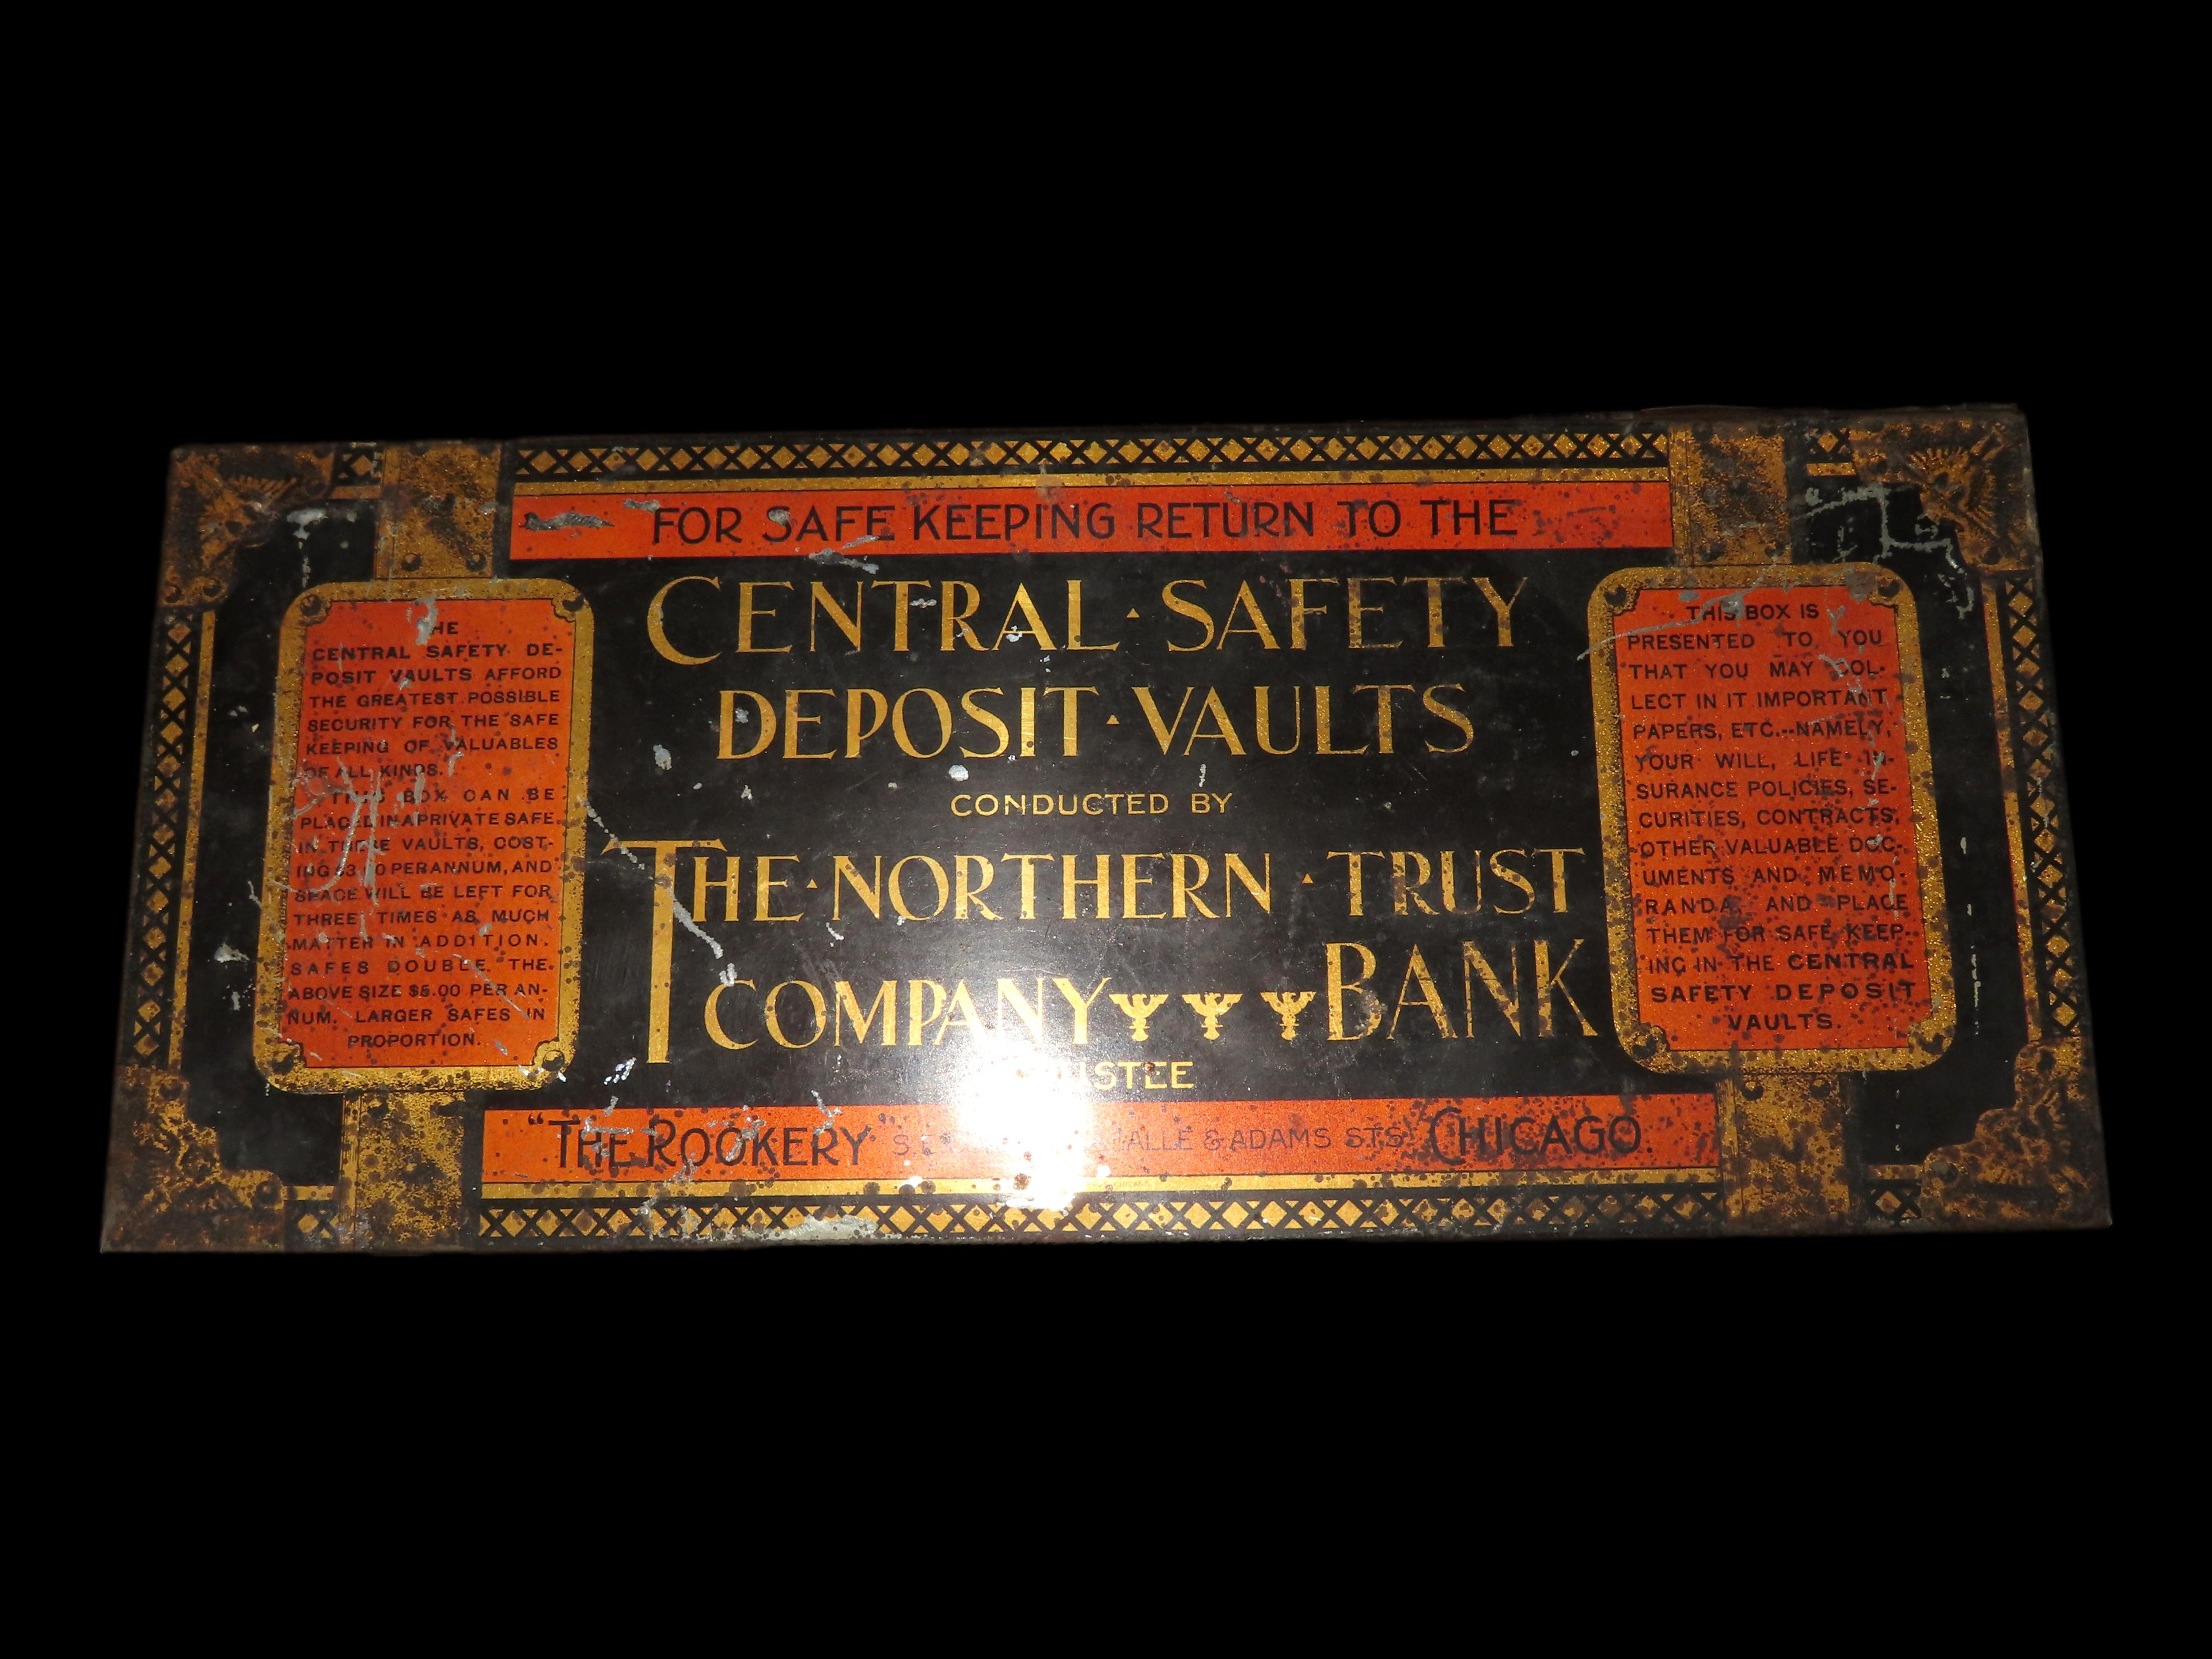 FOR SAFE KEEPING RETURN TO THE
CENTRAL · SAFETY
DEPOSIT · VAULTS
CONDUCTED BY
THE · NORTHERN · TRUST
COMPANY BANK
"THE ROOKERY" & ADAMS STS. CHICAGO
CENTRAL SAFETY DE-
POSIT VAULTS AFFORD
THE GREATEST POSSIBLE
SECURITY FOR THE SAFE
KEEPING OF VALUABLES
OF ALL KINDS.
THIS BOX CAN BE
PLACED IN A PRIVATE SAFE
IN THESE VAULTS, COST-
ING PER ANNUM, AND
SPACE WILL BE LEFT FOR
THREE TIMES AS MUCH
MATTER IN ADDITION.
SAFES DOUBLE THE
ABOVE SIZE $5.00 PER AN-
NUM. LARGER SAFES IN
PROPORTION.
THIS BOX IS
PRESENTED TO YOU
THAT YOU MAY COL-
LECT IN IT IMPORTANT
PAPERS, ETC.--NAMELY,
YOUR WILL, LIFE IN-
SURANCE POLICIES, SE-
CURITIES, CONTRACTS,
OTHER VALUABLE DOC-
UMENTS AND MEMO-
RANDA, AND PLACE
THEM FOR SAFE KEEP-
ING IN THE CENTRAL
SAFETY DEPOSIT
VAULTS.